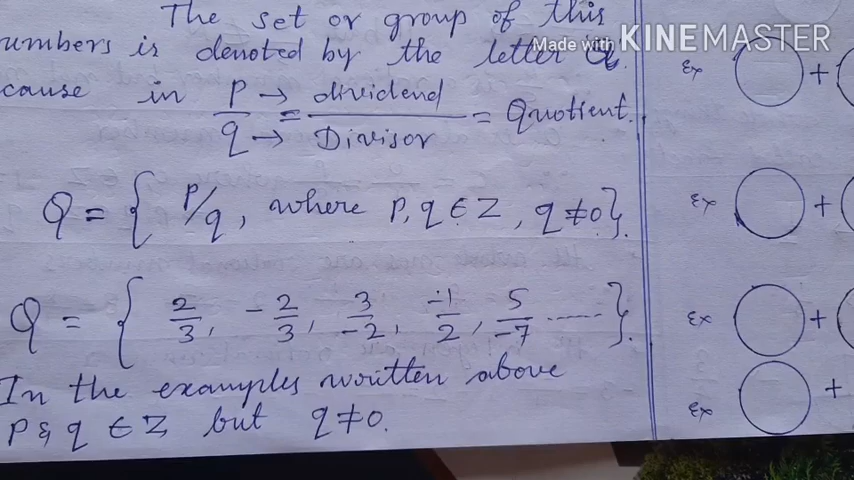 The set or group of this
umbers is denoted by the letter Q.
cause in P → dividend = Quotient.
q → Divisor
Q = { P/q, where P, q ∈ Z, q ≠ 0}.
Q = { 2/3, -2/3, 3/-2, -1/2, 5/-7 ...... }.
In the examples written above
P & q ∈ Z but q ≠ 0.
Made with KINEMASTER
Ex +
Ex +
Ex +
Ex +